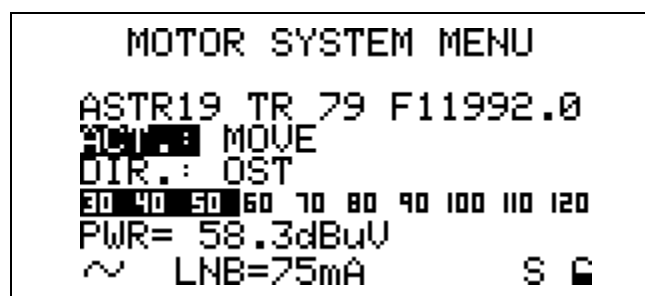 MOTOR SYSTEM MENU
ASTR19 TR 79 F11992.0
ACT.: MOVE
DIR.: OST
30 40 50 60 70 80 90 100 110 120
PWR= 58.3dBuV
~ LNB=75mA S